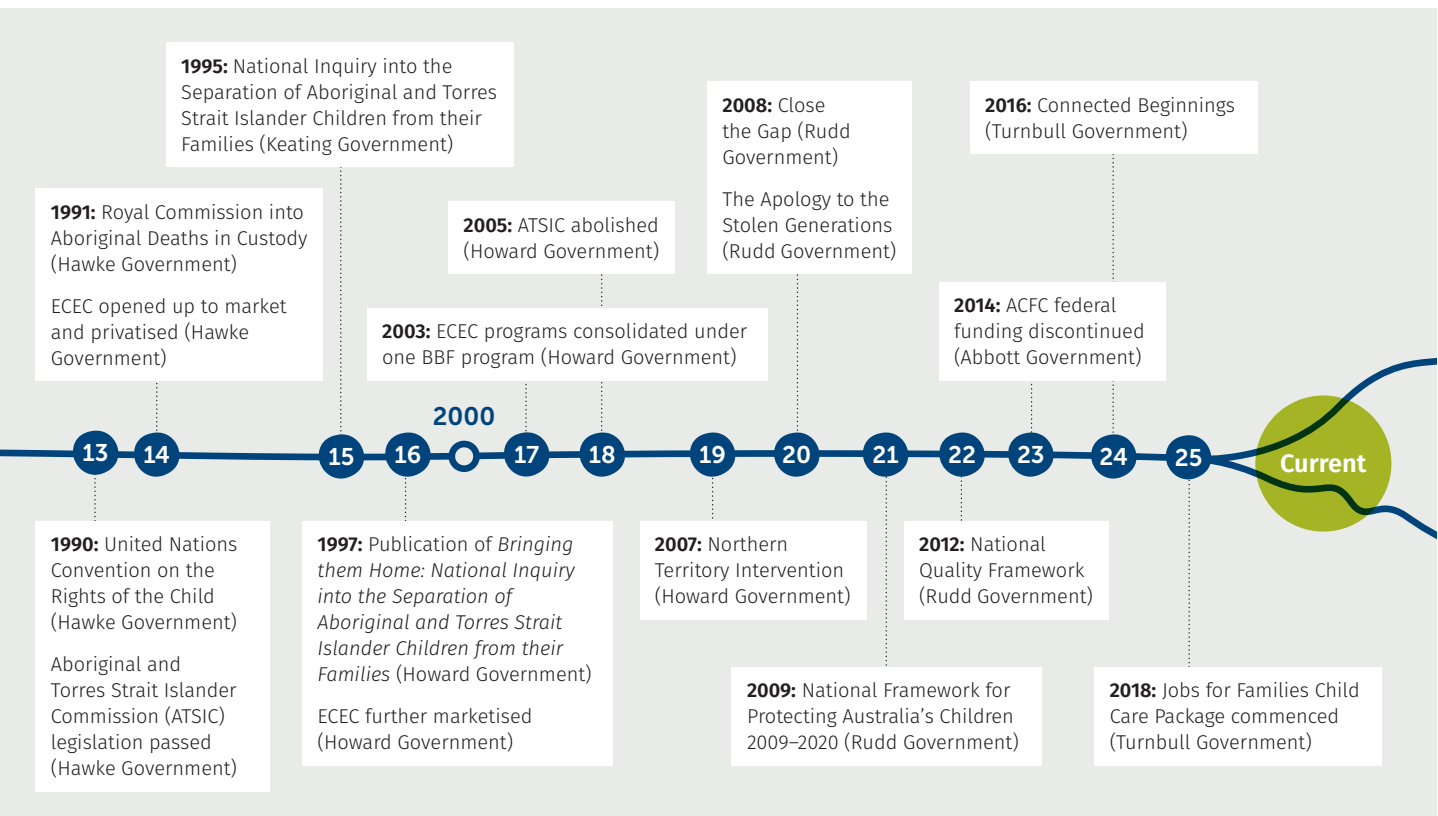 1995: National Inquiry into the
Separation of Aboriginal and Torres
Strait Islander Children from their
Families (Keating Government)
2008: Close
the Gap (Rudd
Government)
The Apology to the
Stolen Generations
(Rudd Government)
2016: Connected Beginnings
(Turnbull Government)
1991: Royal Commission into
Aboriginal Deaths in Custody
(Hawke Government)
ECEC opened up to market
and privatised (Hawke
Government)
2005: ATSIC abolished
(Howard Government)
2003: ECEC programs consolidated under
one BBF program (Howard Government)
2014: ACFC federal
funding discontinued
(Abbott Government)
2000
13 14 15 16 17 18 19 20 21 22 23 24 25 Current
1990: United Nations
Convention on the
Rights of the Child
(Hawke Government)
Aboriginal and
Torres Strait Islander
Commission (ATSIC)
legislation passed
(Hawke Government)
1997: Publication of Bringing
them Home: National Inquiry
into the Separation of
Aboriginal and Torres Strait
Islander Children from their
Families (Howard Government)
ECEC further marketised
(Howard Government)
2007: Northern
Territory Intervention
(Howard Government)
2012: National
Quality Framework
(Rudd Government)
2009: National Framework for
Protecting Australia’s Children
2009–2020 (Rudd Government)
2018: Jobs for Families Child
Care Package commenced
(Turnbull Government)